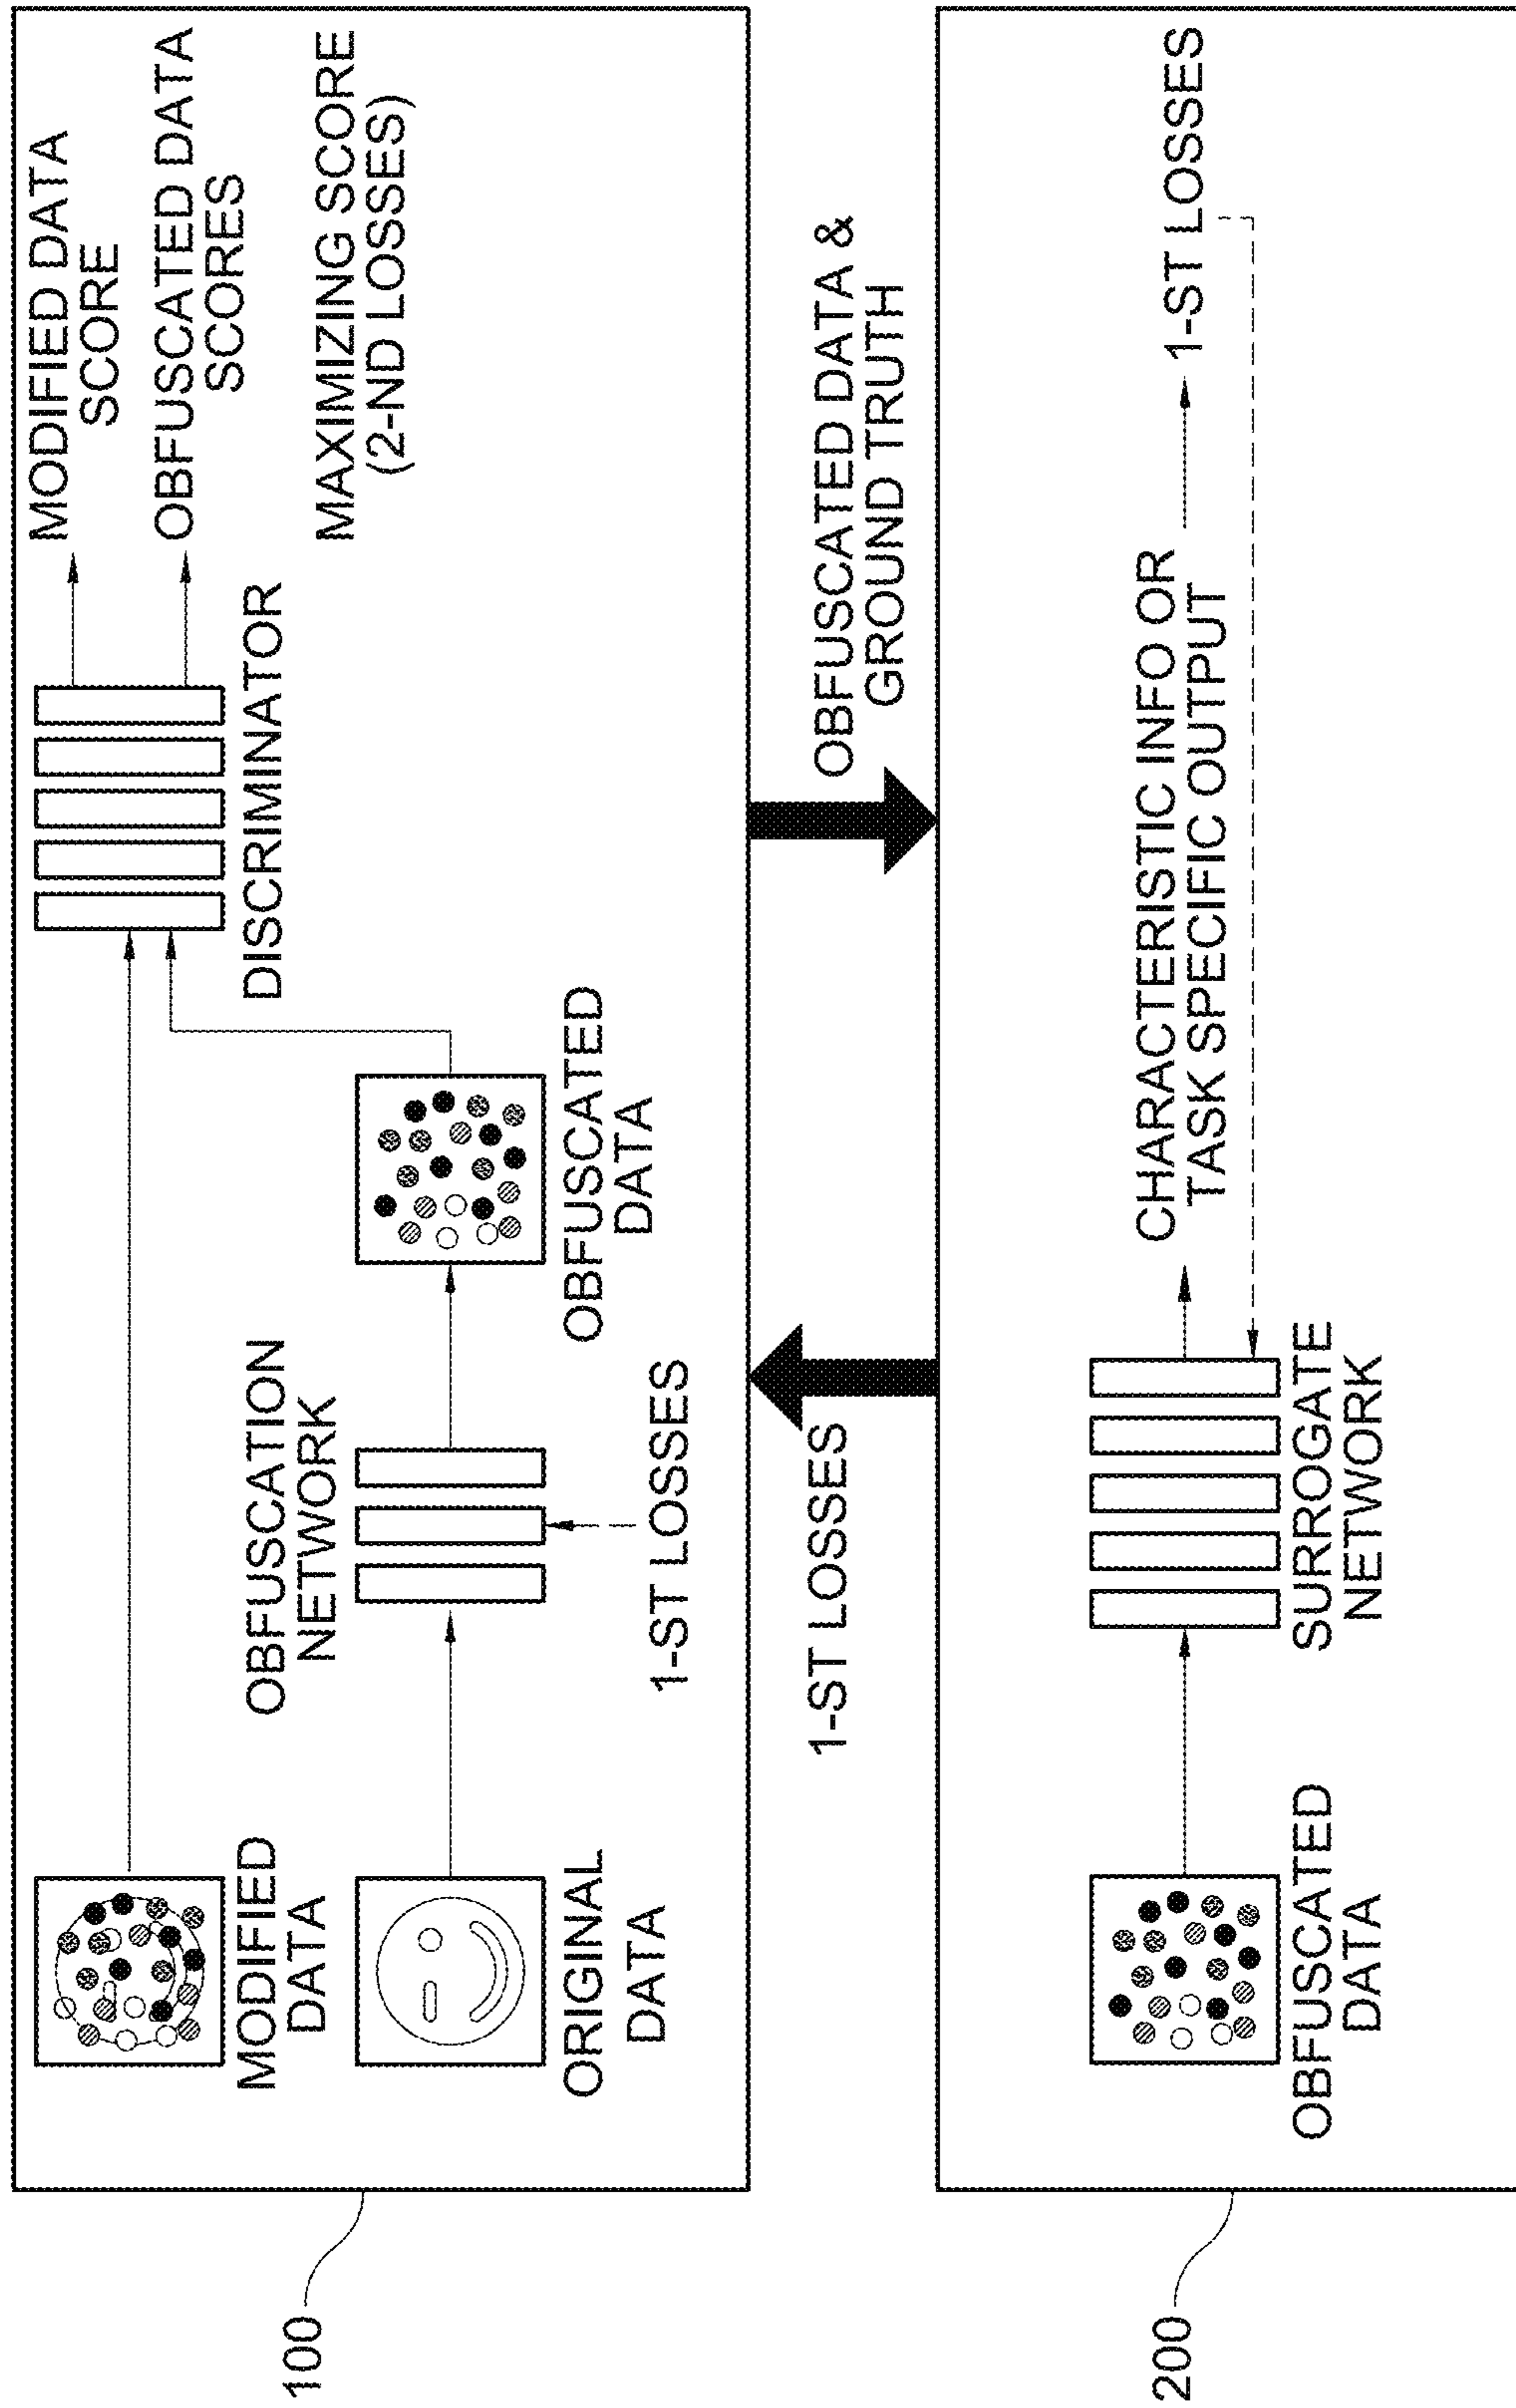 100
MODIFIED DATA
SCORE
OBFUSCATED DATA
SCORES
MAXIMIZING SCORE
(2-ND LOSSES)
DISCRIMINATOR
MODIFIED
DATA
OBFUSCATION
NETWORK
ORIGINAL
DATA
1-ST LOSSES
OBFUSCATED
DATA
1-ST LOSSES
OBFUSCATED DATA &
GROUND TRUTH
200
OBFUSCATED
DATA
SURROGATE
NETWORK
CHARACTERISTIC INFO OR
TASK SPECIFIC OUTPUT
1-ST LOSSES